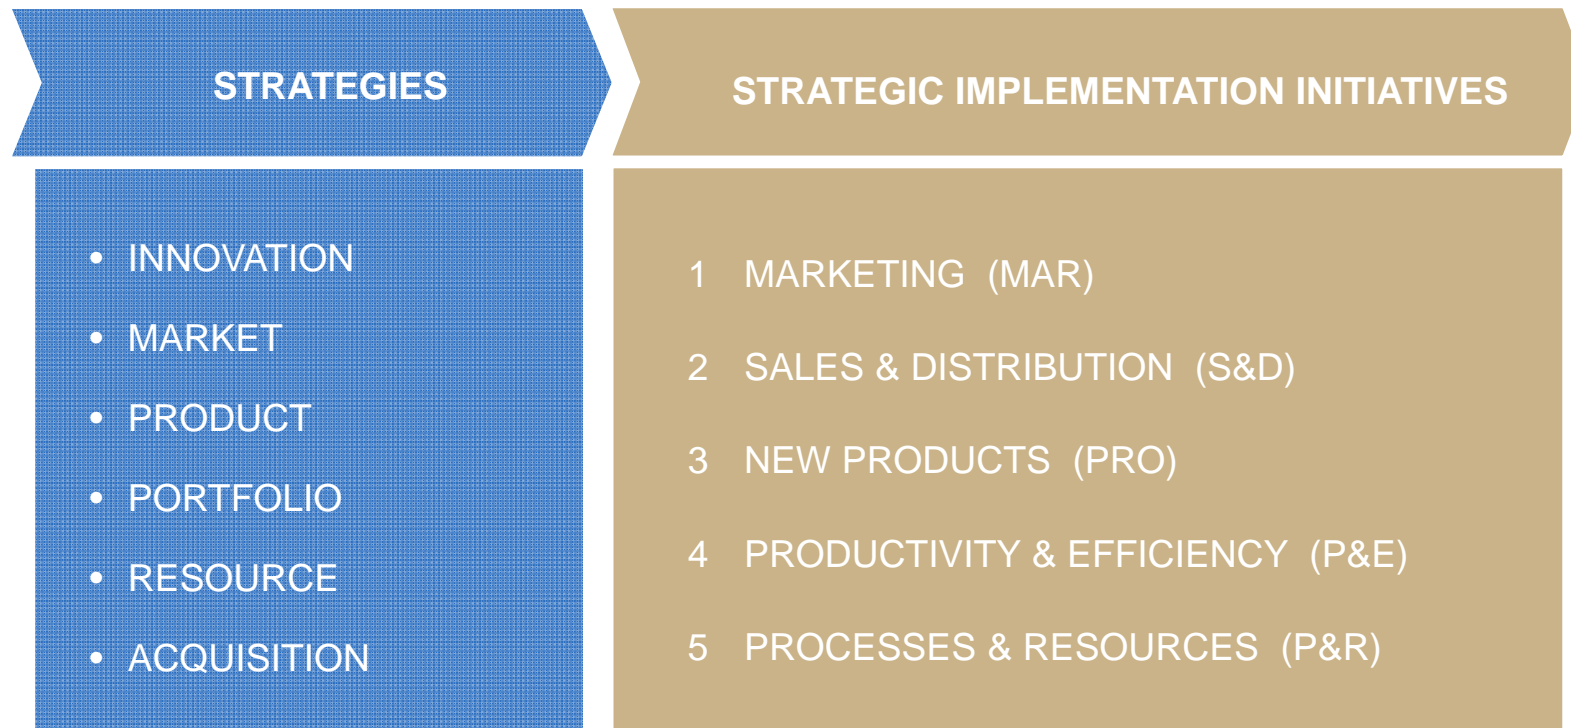 STRATEGIES
• INNOVATION
• MARKET
• PRODUCT
• PORTFOLIO
• RESOURCE
• ACQUISITION
STRATEGIC IMPLEMENTATION INITIATIVES
1 MARKETING (MAR)
2 SALES & DISTRIBUTION (S&D)
3 NEW PRODUCTS (PRO)
4 PRODUCTIVITY & EFFICIENCY (P&E)
5 PROCESSES & RESOURCES (P&R)